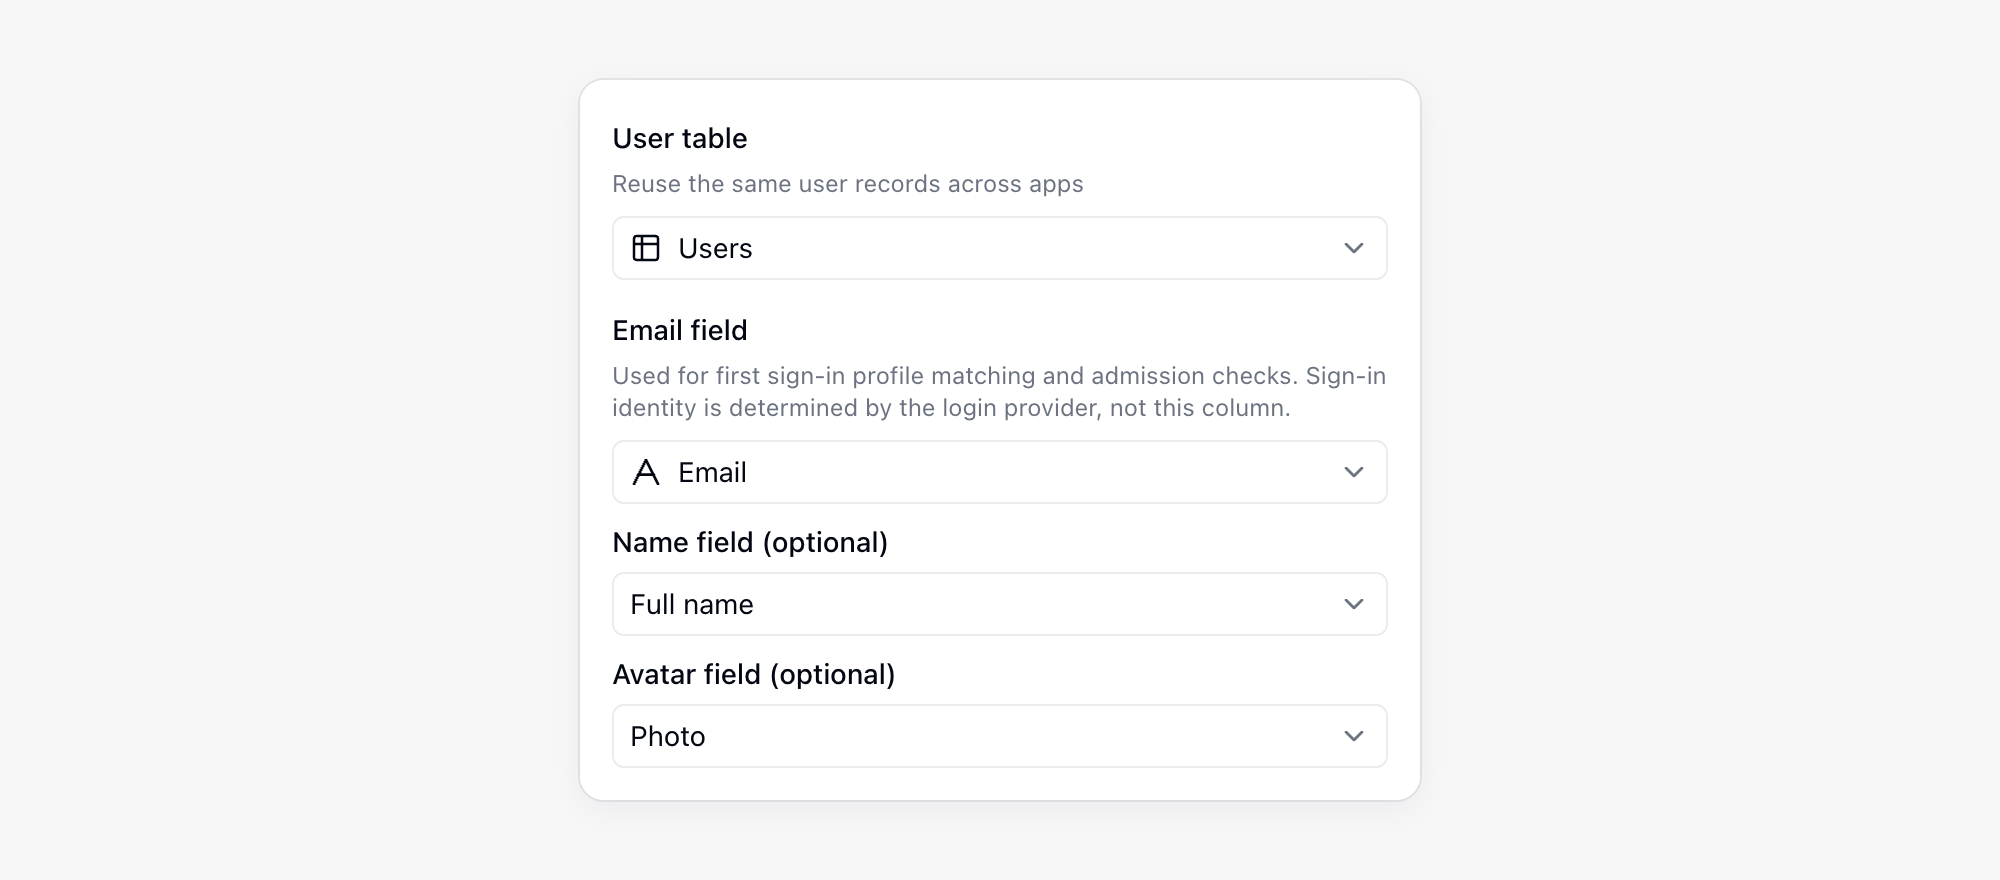 User table
Reuse the same user records across apps
Users
Email field
Used for first sign-in profile matching and admission checks. Sign-in
identity is determined by the login provider, not this column.
Email
Name field (optional)
Full name
Avatar field (optional)
Photo